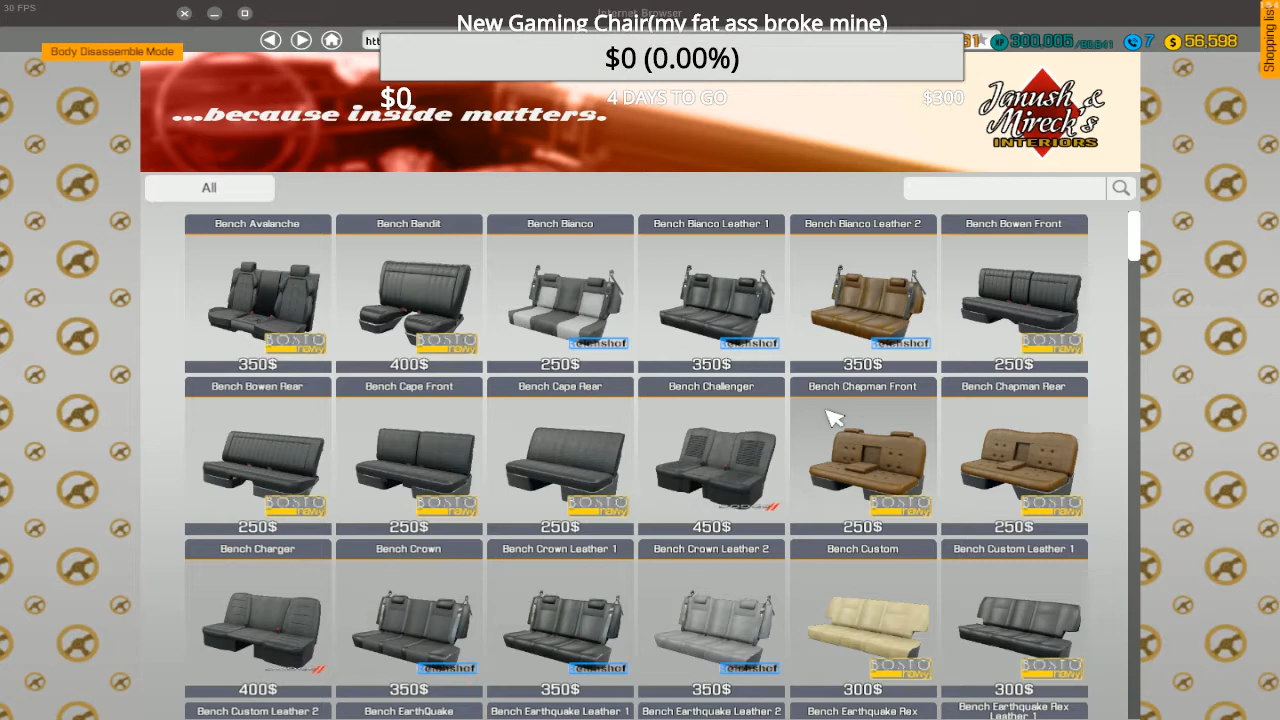 30 FPS
Internet Browser
New Gaming Chair(my fat ass broke mine)
Body Disassemble Mode
$0 (0.00%)
XP 300.005
7
$ 56,598
Shopping list
$0
4 DAYS TO GO
$300
...because inside matters.
Janush &
Mireck's
INTERIORS
All
Bench Avalanche
Bench Bandit
Bench Bianco
Bench Bianco Leather 1
Bench Bianco Leather 2
Bench Bowen Front
350$
400$
250$
350$
350$
250$
Bench Bowen Rear
Bench Cape Front
Bench Cape Rear
Bench Challenger
Bench Chapman Front
Bench Chapman Rear
250$
250$
250$
450$
250$
250$
Bench Charger
Bench Crown
Bench Crown Leather 1
Bench Crown Leather 2
Bench Custom
Bench Custom Leather 1
400$
350$
350$
350$
300$
300$
Bench Custom Leather 2
Bench EarthQuake
Bench Earthquake Leather 1
Bench Earthquake Leather 2
Bench Earthquake Rex
Bench Earthquake Rex
Leather 1